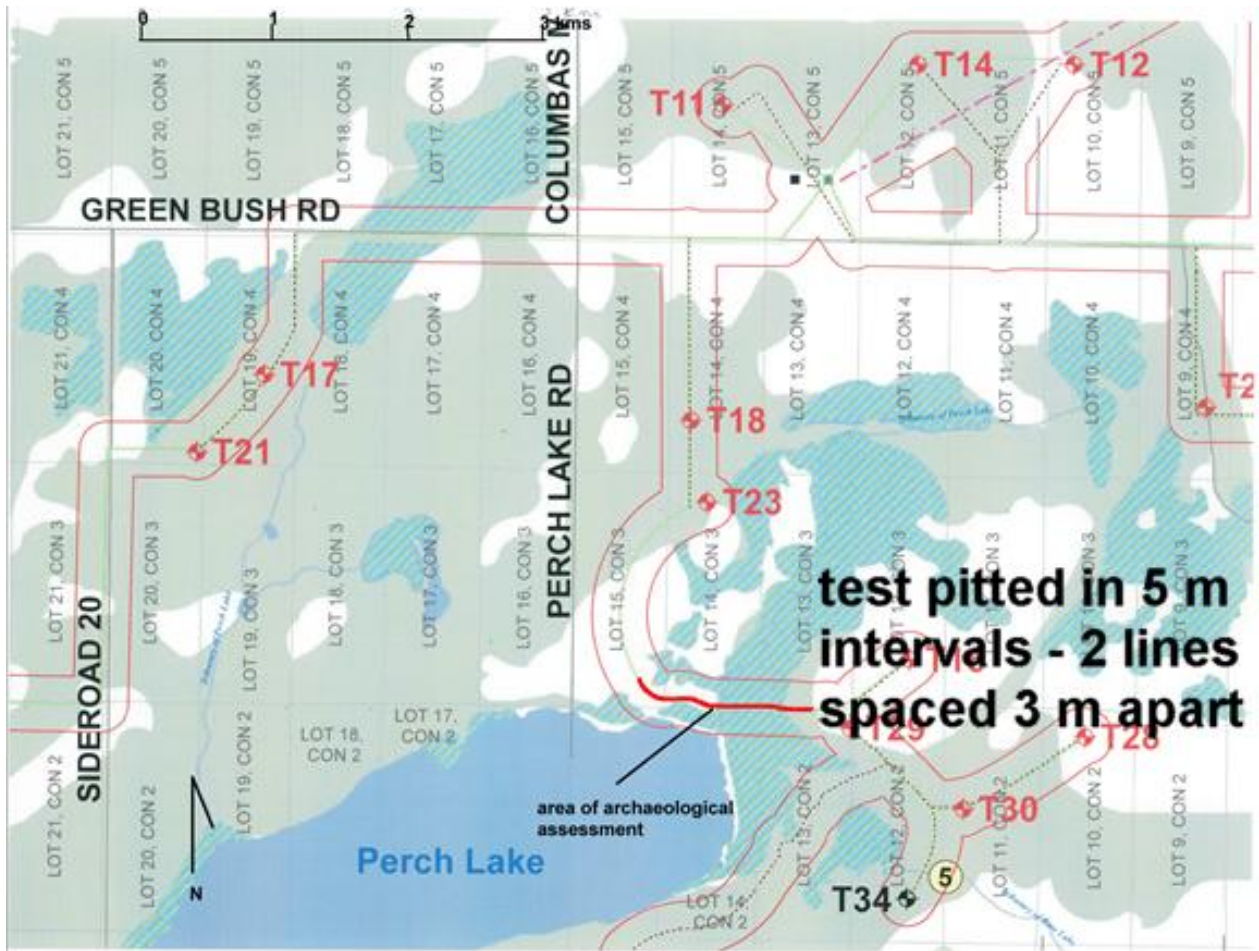 0 1 2 3 kms
LOT 21, CON 5
LOT 20, CON 5
LOT 19, CON 5
LOT 18, CON 5
LOT 17, CON 5
LOT 16, CON 5
COLUMBAS
LOT 15, CON 5
T11
LOT 14, CON 5
LOT 13, CON 5
T14
LOT 12, CON 5
LOT 11, CON 5
T12
LOT 10, CON 5
LOT 9, CON 5
GREEN BUSH RD
LOT 21, CON 4
LOT 20, CON 4
LOT 19, CON 4
LOT 18, CON 4
LOT 17, CON 4
LOT 16, CON 4
LOT 15, CON 4
LOT 14, CON 4
LOT 13, CON 4
LOT 12, CON 4
LOT 11, CON 4
LOT 10, CON 4
LOT 9, CON 4
T17
T21
T18
T23
Tributary of Perch Lake
PERCH LAKE RD
SIDEROAD 20
LOT 21, CON 3
LOT 20, CON 3
LOT 19, CON 3
LOT 18, CON 3
LOT 17, CON 3
LOT 16, CON 3
LOT 15, CON 3
LOT 14, CON 3
LOT 13, CON 3
Tributary of Perch Lake
test pitted in 5 m
intervals - 2 lines
spaced 3 m apart
T29
T28
T30
LOT 21, CON 2
LOT 20, CON 2
LOT 19, CON 2
LOT 18,
CON 2
LOT 17,
CON 2
area of archaeological
assessment
Perch Lake
N
LOT 14,
CON 2
LOT 13, CON 2
LOT 12, CON 2
LOT 11, CON 2
LOT 10, CON 2
LOT 9, CON 2
T34
5